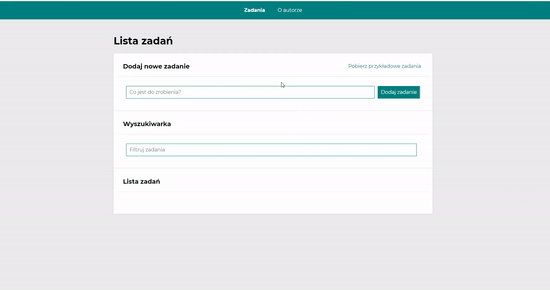 Zadania O autorze
Lista zadań
Dodaj nowe zadanie Pobierz przykładowe zadania
Co jest do zrobienia? Dodaj zadanie
Wyszukiwarka
Filtruj zadania
Lista zadań